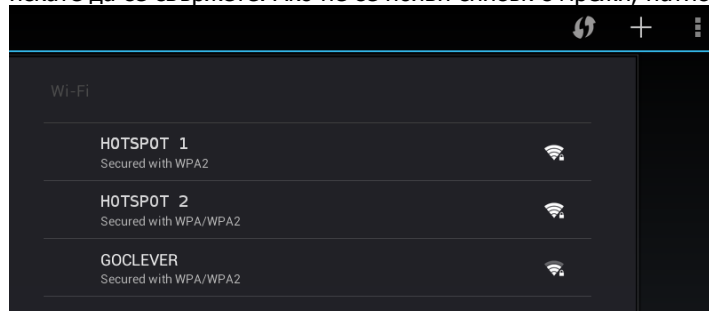 Wi-Fi
HOTSPOT 1
Secured with WPA2
HOTSPOT 2
Secured with WPA/WPA2
GOCLEVER
Secured with WPA/WPA2